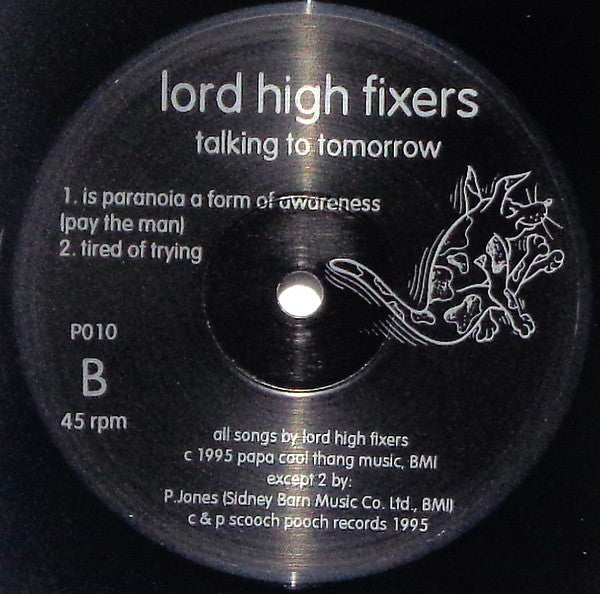 lord high fixers
talking to tomorrow
1. is paranoia a form of awareness
(pay the man)
2. tired of trying
P010
B
45 rpm
all songs by lord high fixers
c 1995 papa cool thang music, BMI
except 2 by:
P.Jones (Sidney Barn Music Co. Ltd., BMI)
c & p scooch pooch records 1995